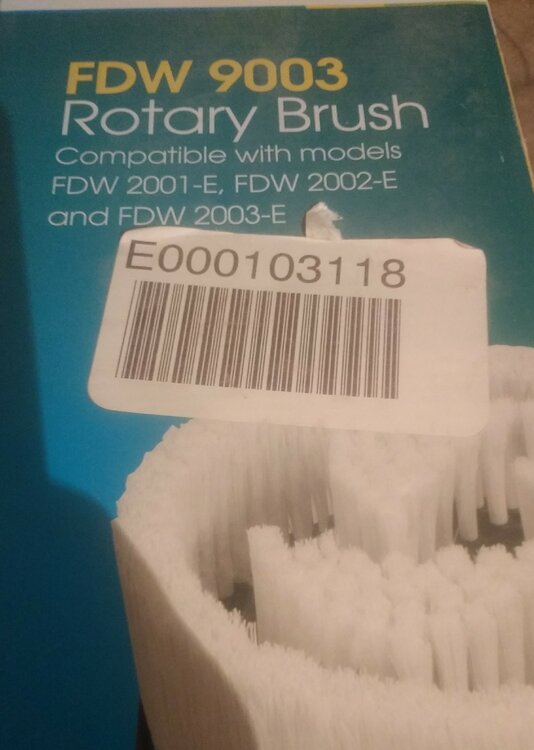 FDW 9003
Rotary Brush
Compatible with models
FDW 2001-E, FDW 2002-E
and FDW 2003-E
E000103118